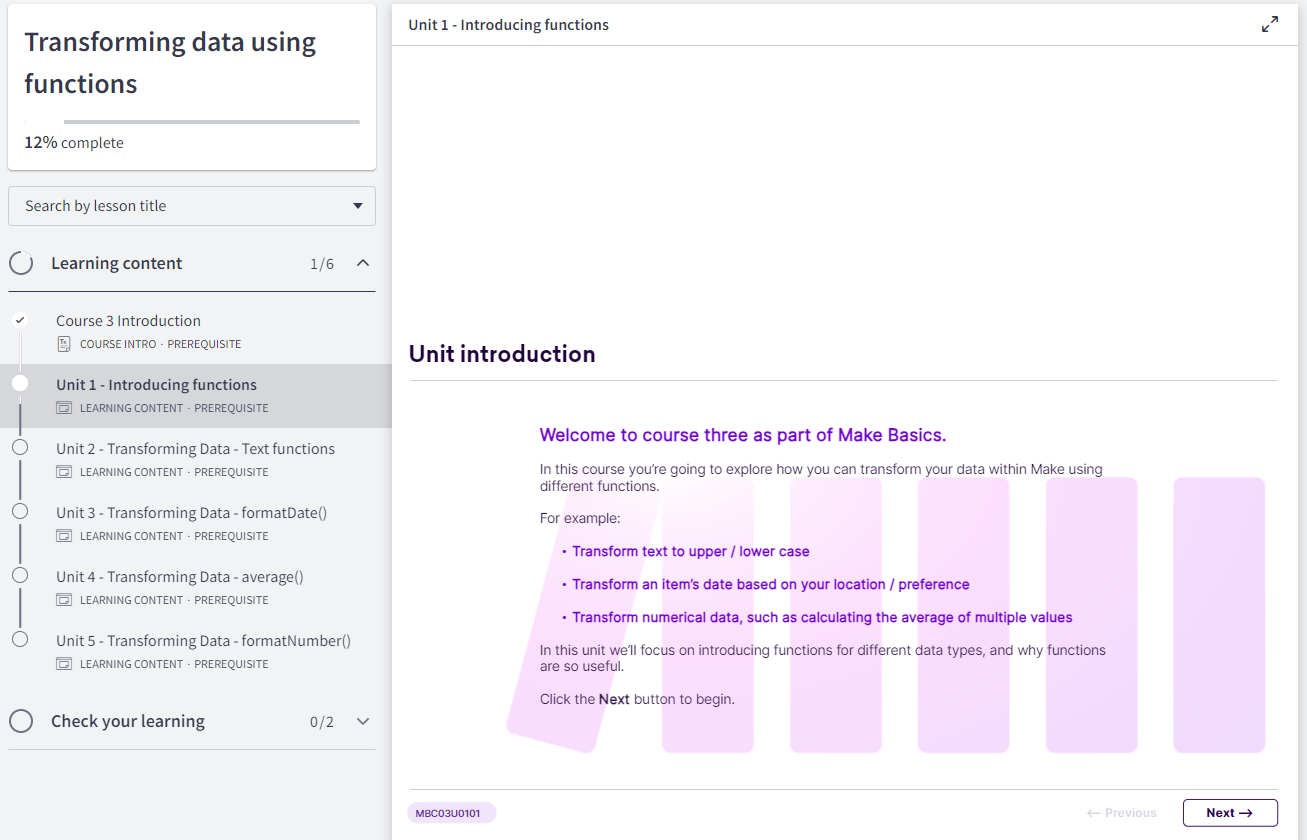 Transforming data using
functions
12% complete
Search by lesson title
Learning content 1/6
Course 3 Introduction
COURSE INTRO · PREREQUISITE
Unit 1 - Introducing functions
LEARNING CONTENT · PREREQUISITE
Unit 2 - Transforming Data - Text functions
LEARNING CONTENT · PREREQUISITE
Unit 3 - Transforming Data - formatDate()
LEARNING CONTENT · PREREQUISITE
Unit 4 - Transforming Data - average()
LEARNING CONTENT · PREREQUISITE
Unit 5 - Transforming Data - formatNumber()
LEARNING CONTENT · PREREQUISITE
Check your learning 0/2
Unit 1 - Introducing functions
Unit introduction
Welcome to course three as part of Make Basics.
In this course you're going to explore how you can transform your data within Make using
different functions.
For example:
• Transform text to upper / lower case
• Transform an item's date based on your location / preference
• Transform numerical data, such as calculating the average of multiple values
In this unit we'll focus on introducing functions for different data types, and why functions
are so useful.
Click the Next button to begin.
MBC03U0101
← Previous
Next →